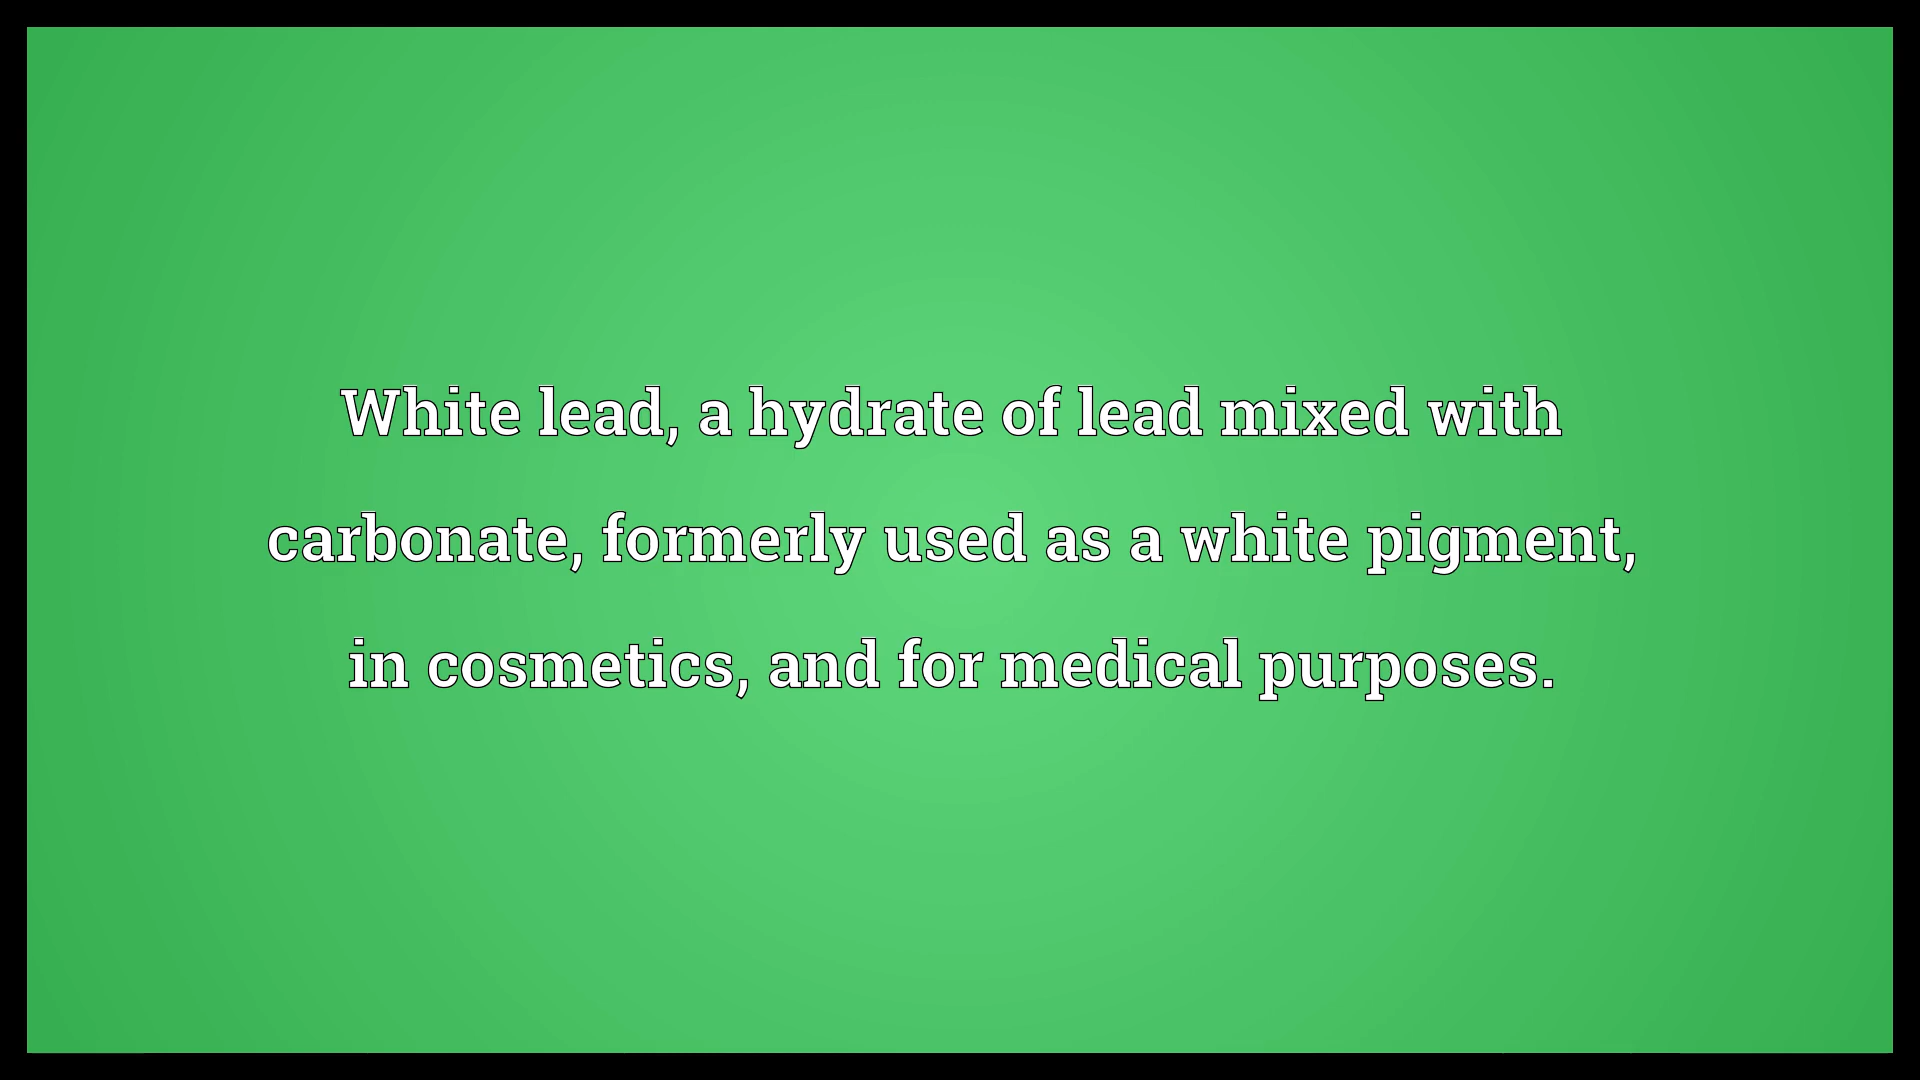 White lead, a hydrate of lead mixed with
carbonate, formerly used as a white pigment,
in cosmetics, and for medical purposes.